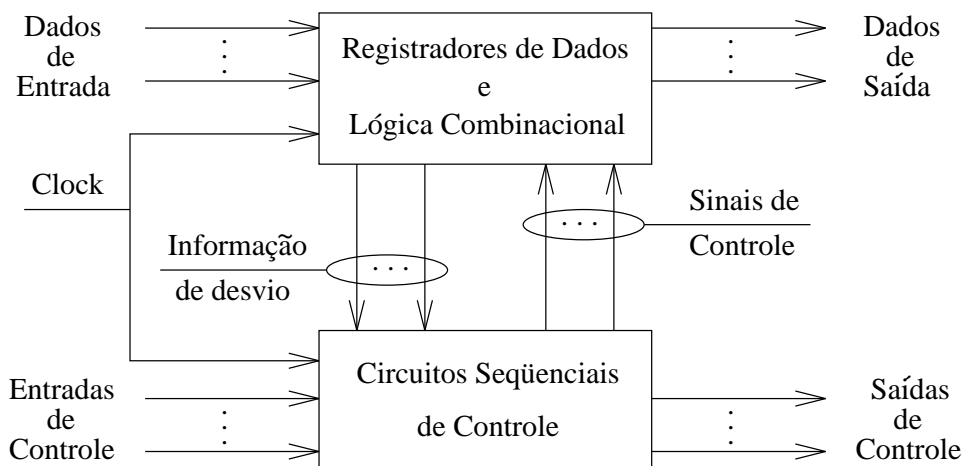 Dados
de
Entrada
Registradores de Dados
e
Lógica Combinacional
Dados
de
Saída
Clock
Informação
de desvio
Sinais de
Controle
Entradas
de
Controle
Circuitos Seqüenciais
de Controle
Saídas
de
Controle